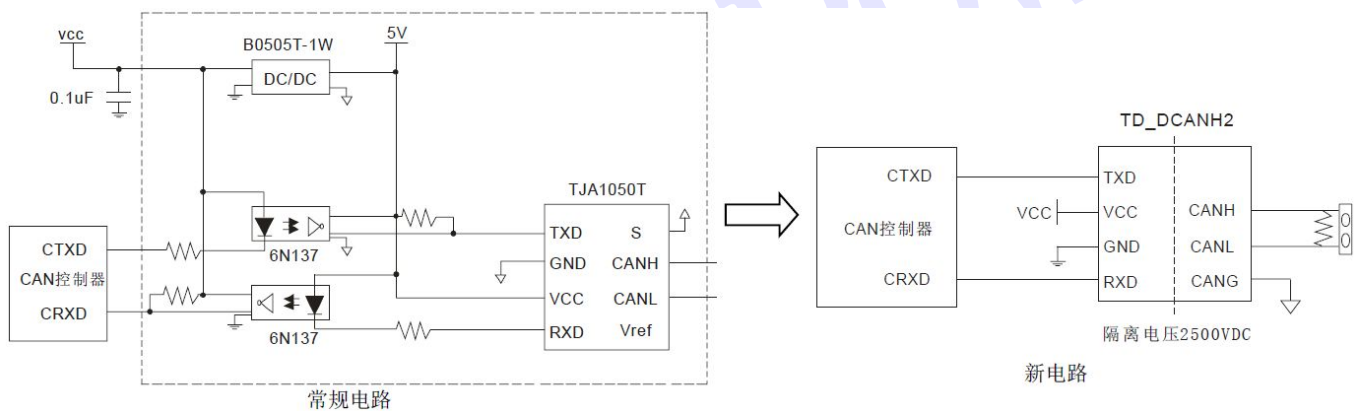 vcc
0.1uF
B0505T-1W
DC/DC
5V
CTXD
CAN控制器
CRXD
6N137
6N137
TJA1050T
TXD
S
GND
CANH
VCC
CANL
RXD
Vref
常规电路
CTXD
CAN控制器
CRXD
TD_DCANH2
TXD
VCC
VCC
CANH
GND
CANL
RXD
CANG
隔离电压2500VDC
新电路